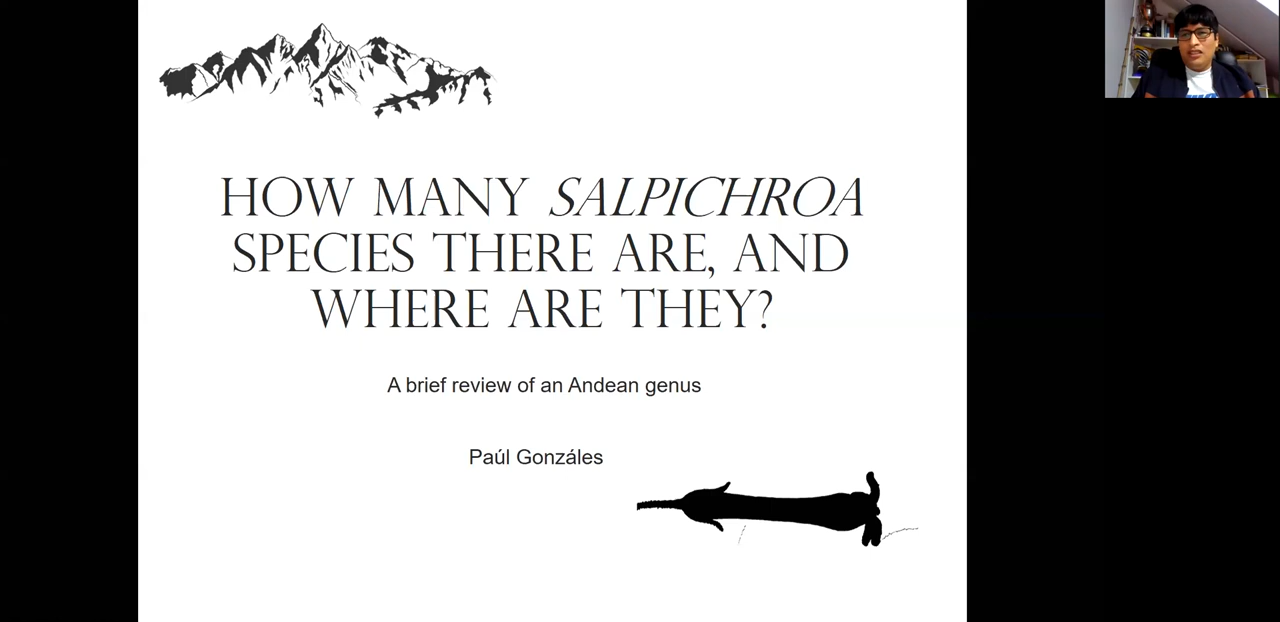 HOW MANY SALPICHROA
SPECIES THERE ARE, AND
WHERE ARE THEY?
A brief review of an Andean genus
Paúl Gonzáles